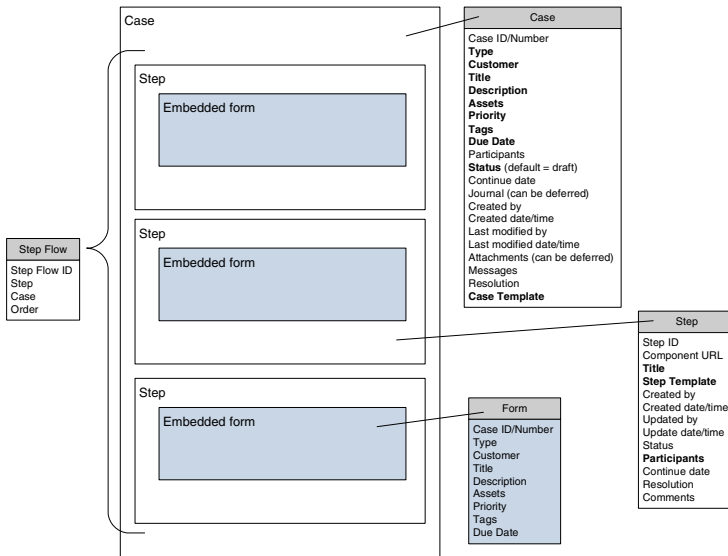 Case
Step
Embedded form
Step
Embedded form
Step
Embedded form
Step Flow
Step Flow ID
Step
Case
Order
Case
Case ID/Number
Type
Customer
Title
Description
Assets
Priority
Tags
Due Date
Participants
Status (default = draft)
Continue date
Journal (can be deferred)
Created by
Created date/time
Last modified by
Last modified date/time
Attachments (can be deferred)
Messages
Resolution
Case Template
Step
Step ID
Component URL
Title
Step Template
Created by
Created date/time
Updated by
Update date/time
Status
Participants
Continue date
Resolution
Comments
Form
Case ID/Number
Type
Customer
Title
Description
Assets
Priority
Tags
Due Date